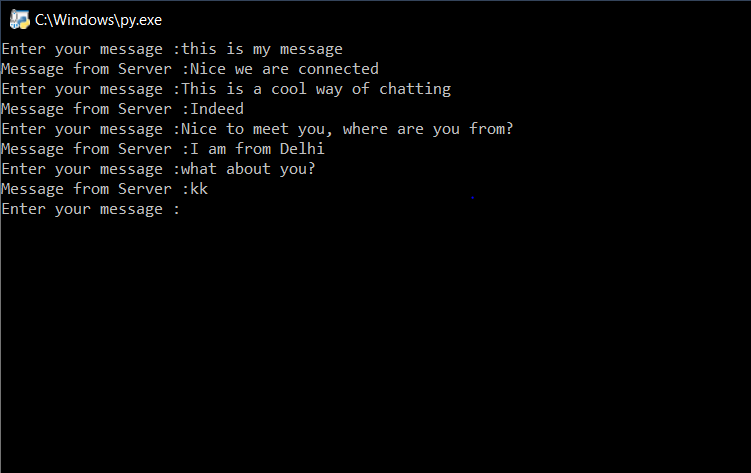 C:\Windows\py.exe
Enter your message :this is my message
Message from Server :Nice we are connected
Enter your message :This is a cool way of chatting
Message from Server :Indeed
Enter your message :Nice to meet you, where are you from?
Message from Server :I am from Delhi
Enter your message :what about you?
Message from Server :kk
Enter your message :